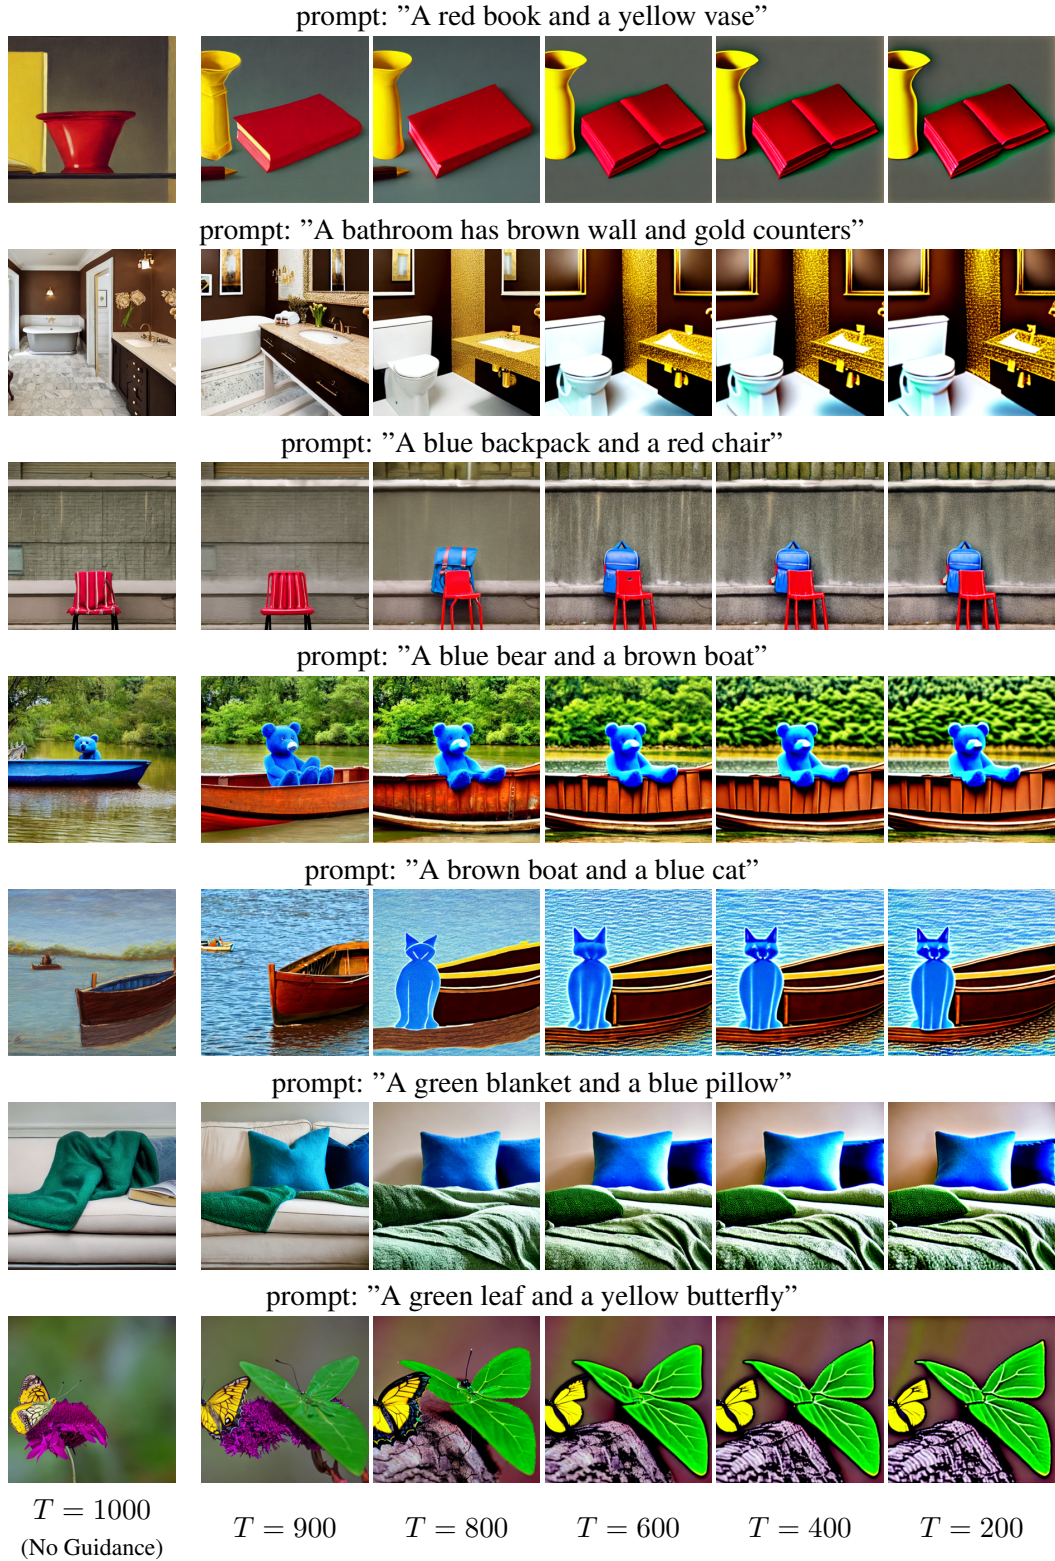 prompt: ”A red book and a yellow vase”
prompt: ”A bathroom has brown wall and gold counters”
prompt: ”A blue backpack and a red chair”
prompt: ”A blue bear and a brown boat”
prompt: ”A brown boat and a blue cat”
prompt: ”A green blanket and a blue pillow”
prompt: ”A green leaf and a yellow butterfly”
T = 1000 T = 900 T = 800 T = 600 T = 400 T = 200
(No Guidance)